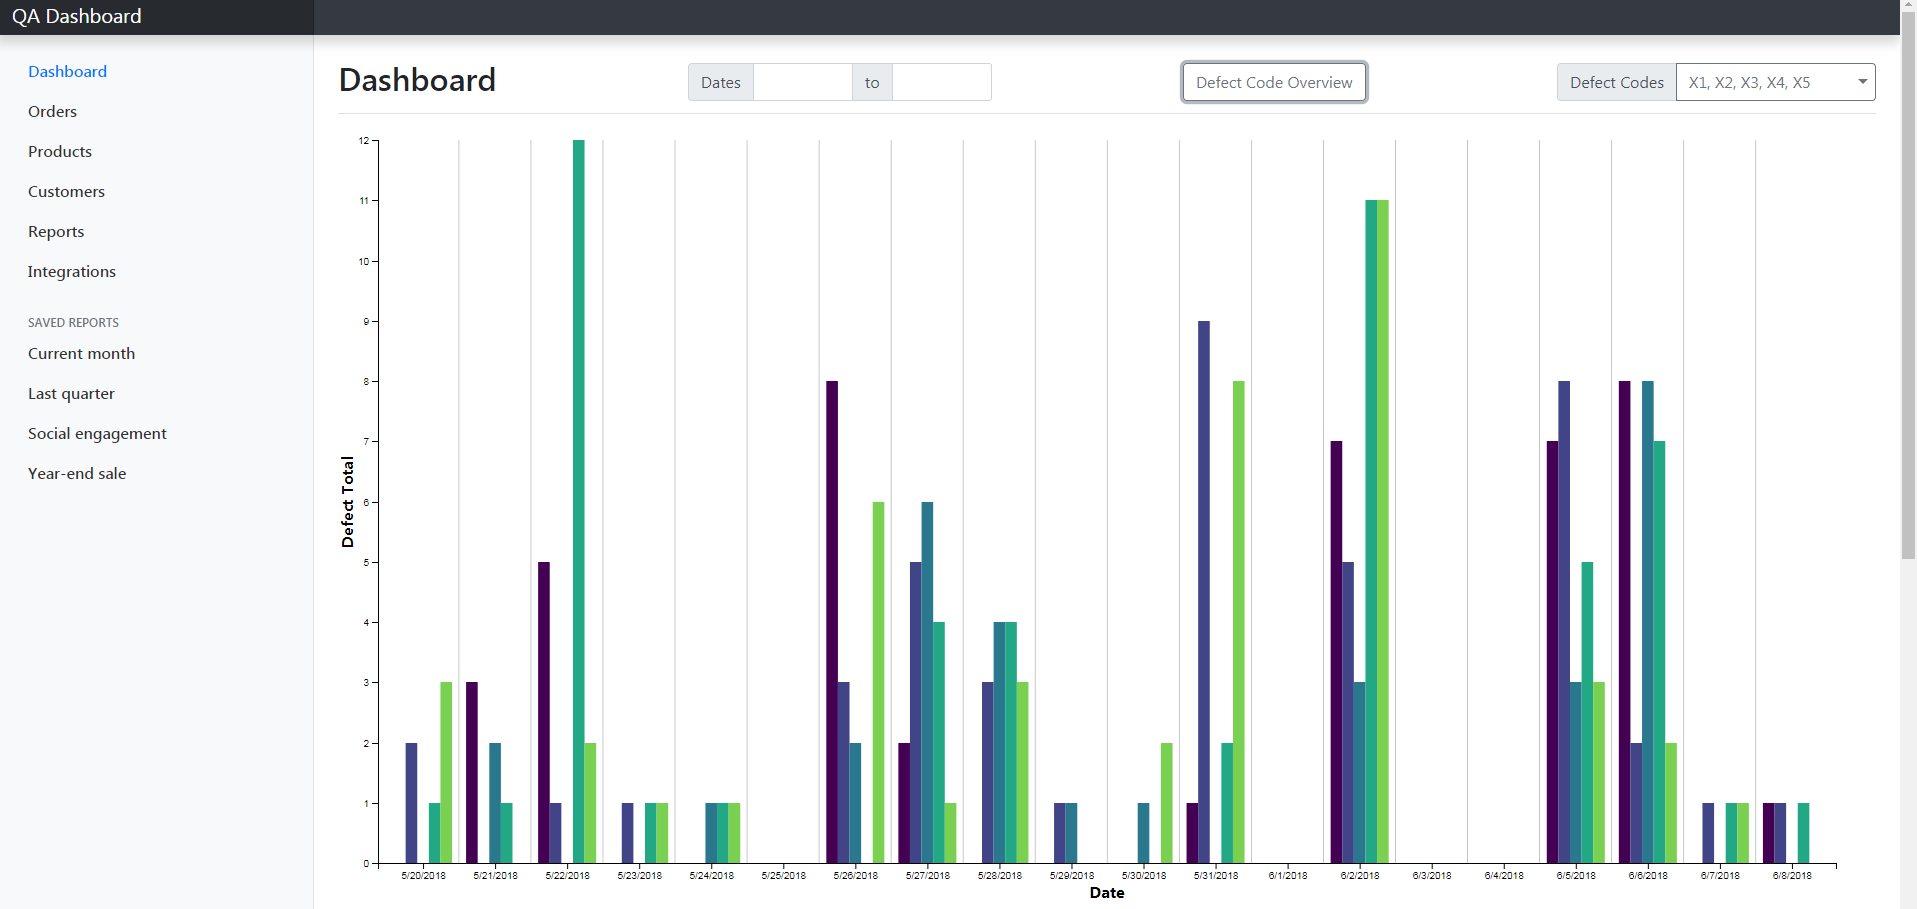 QA Dashboard
Dashboard
Orders
Products
Customers
Reports
Integrations
SAVED REPORTS
Current month
Last quarter
Social engagement
Year-end sale
Dashboard
Dates to
Defect Code Overview
Defect Codes X1, X2, X3, X4, X5
12
11
10
9
8
7
6
5
4
3
2
1
0
Defect Total
5/20/2018 5/21/2018 5/22/2018 5/23/2018 5/24/2018 5/25/2018 5/26/2018 5/27/2018 5/28/2018 5/29/2018 5/30/2018 5/31/2018 6/1/2018 6/2/2018 6/3/2018 6/4/2018 6/5/2018 6/6/2018 6/7/2018 6/8/2018
Date